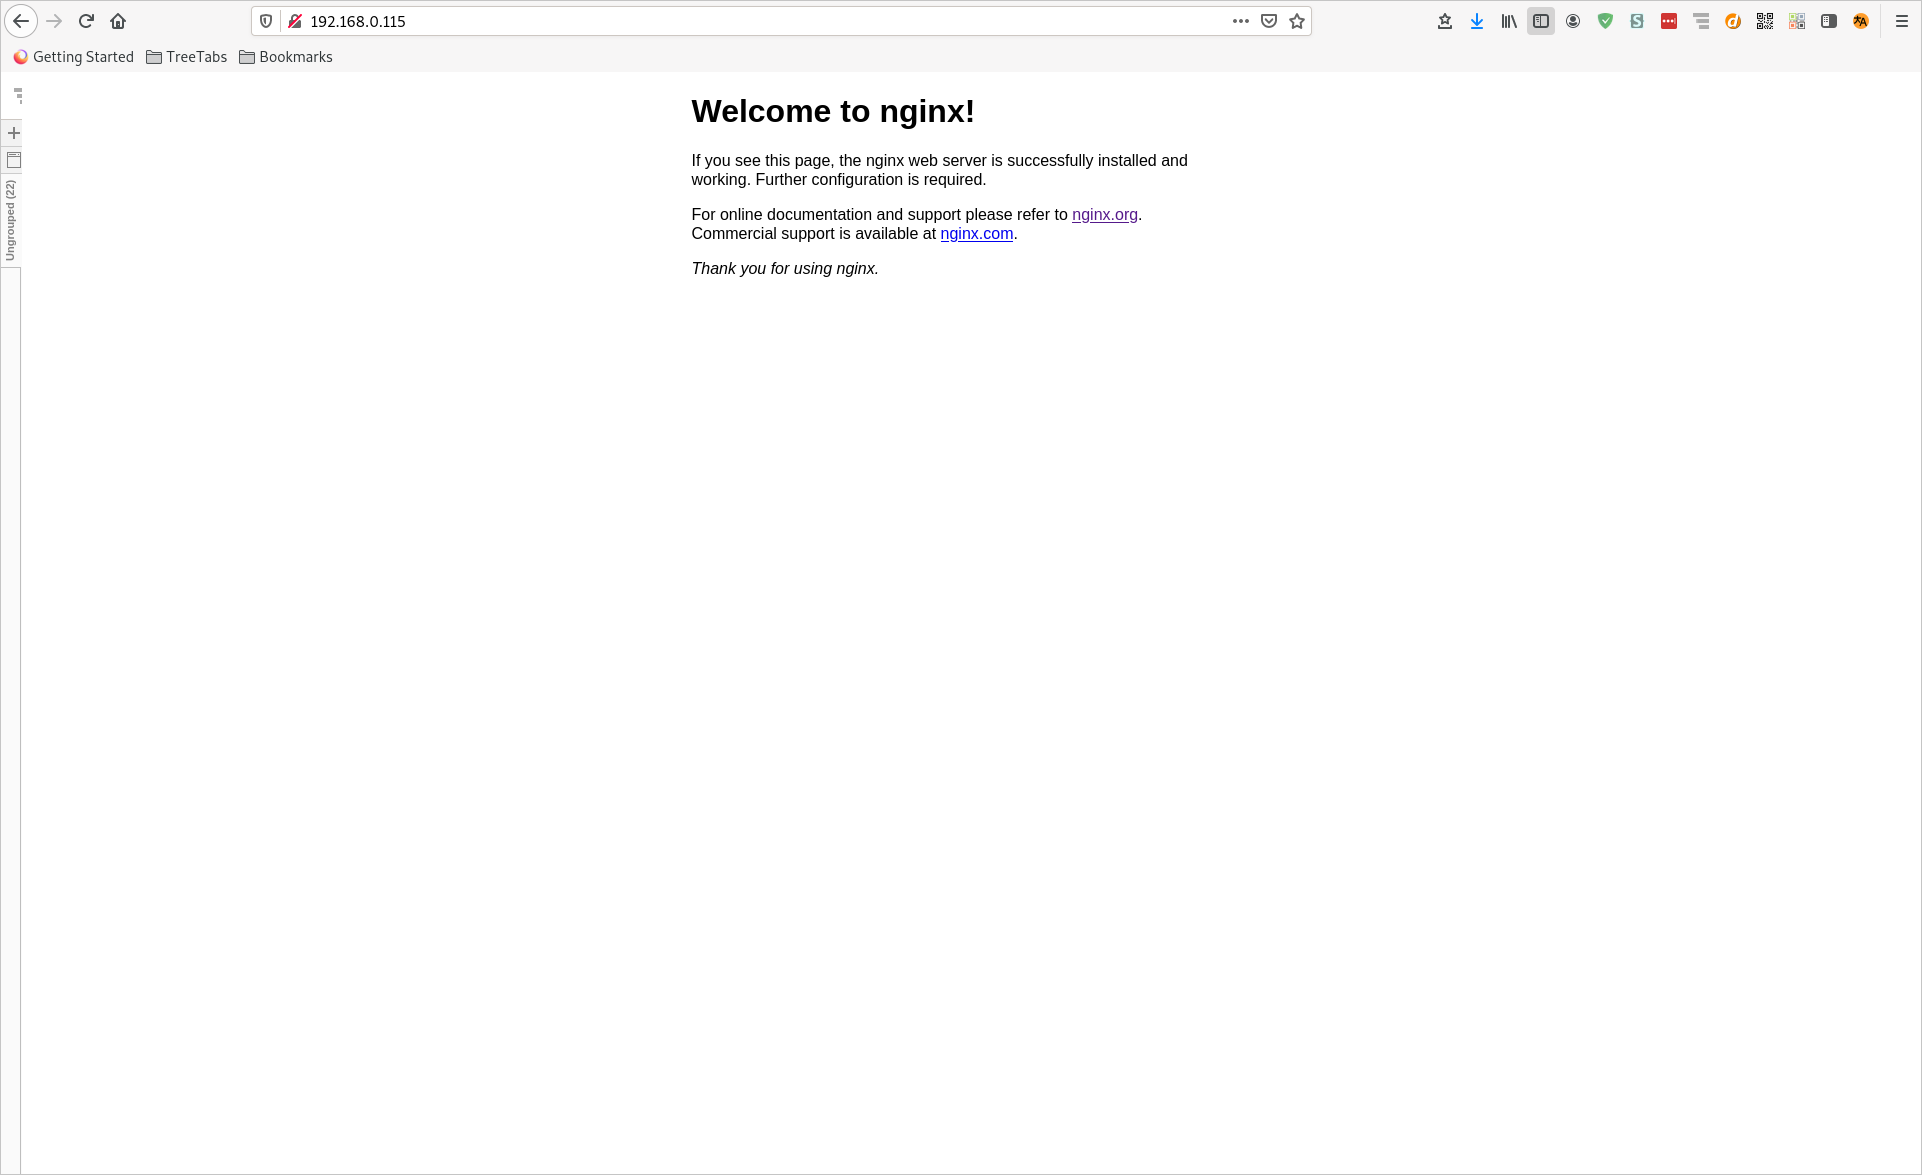 192.168.0.115
Getting Started TreeTabs Bookmarks
Ungrouped (22)
Welcome to nginx!
If you see this page, the nginx web server is successfully installed and
working. Further configuration is required.
For online documentation and support please refer to nginx.org.
Commercial support is available at nginx.com.
Thank you for using nginx.